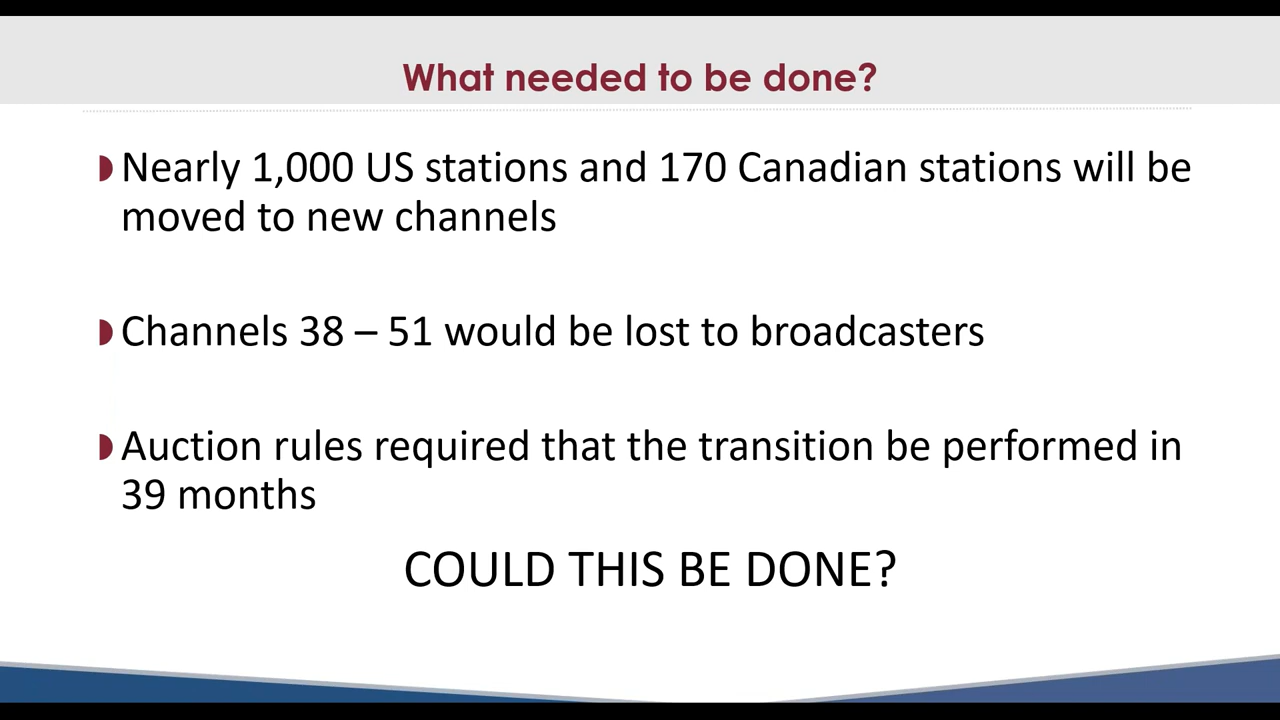 What needed to be done?
Nearly 1,000 US stations and 170 Canadian stations will be
moved to new channels
Channels 38 – 51 would be lost to broadcasters
Auction rules required that the transition be performed in
39 months
COULD THIS BE DONE?